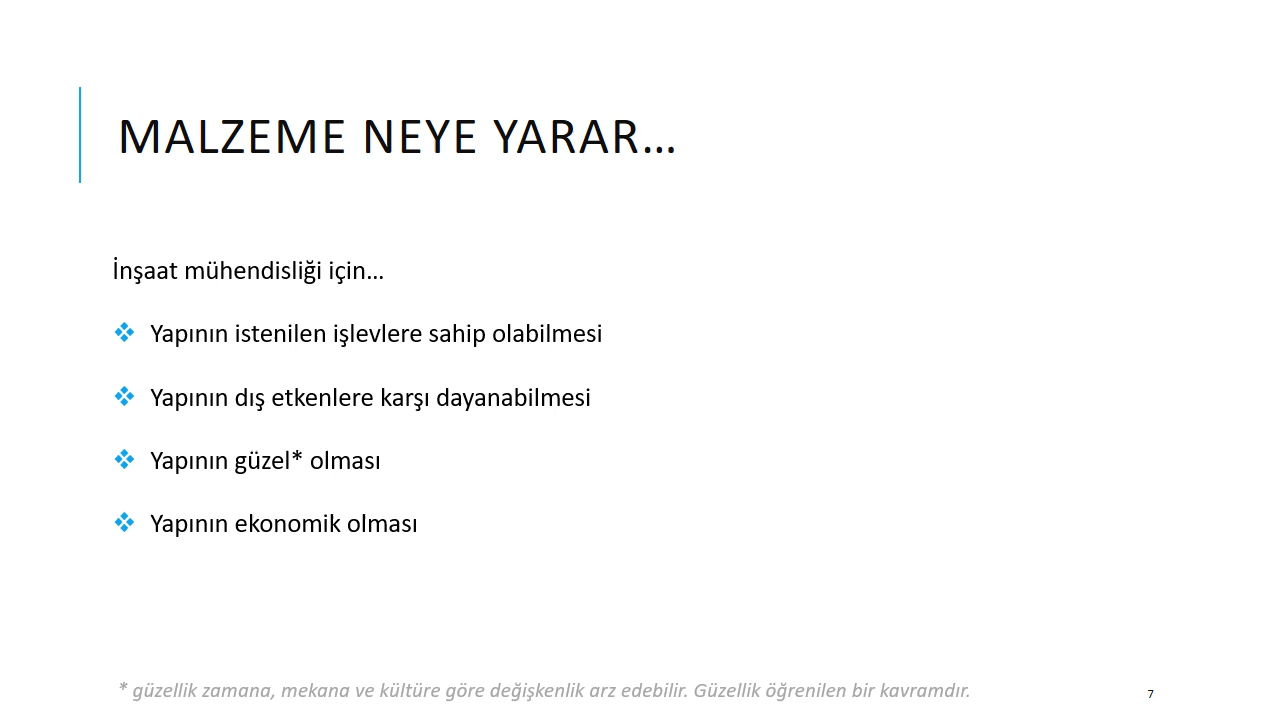 MALZEME NEYE YARAR…
İnşaat mühendisliği için…
❖ Yapının istenilen işlevlere sahip olabilmesi
❖ Yapının dış etkenlere karşı dayanabilmesi
❖ Yapının güzel* olması
❖ Yapının ekonomik olması
* güzellik zamana, mekana ve kültüre göre değişkenlik arz edebilir. Güzellik öğrenilen bir kavramdır.
7